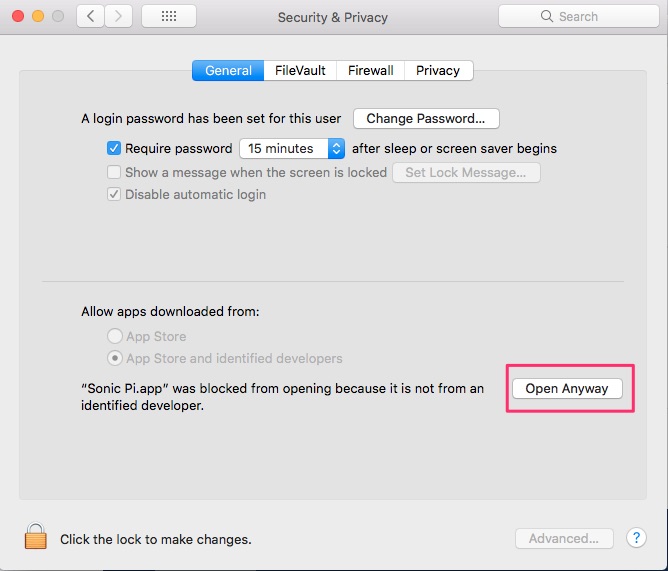 Security & Privacy
Search
General
FileVault
Firewall
Privacy
A login password has been set for this user
Change Password...
Require password
15 minutes
after sleep or screen saver begins
Show a message when the screen is locked
Set Lock Message...
Disable automatic login
Allow apps downloaded from:
App Store
App Store and identified developers
“Sonic Pi.app” was blocked from opening because it is not from an
identified developer.
Open Anyway
Click the lock to make changes.
Advanced...
?